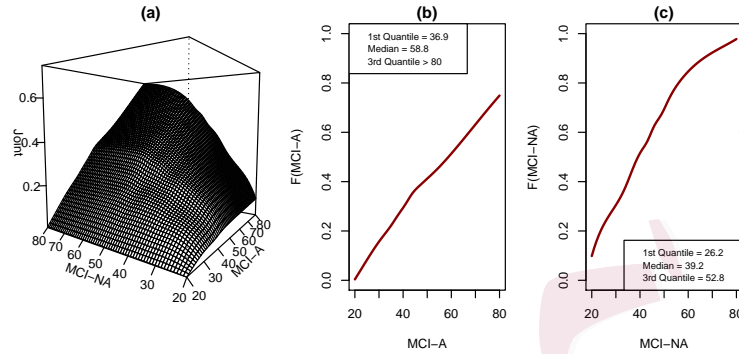 (a)
Joint
0.6
0.4
0.2
80
70
60
50
40
30
20
MCI−NA
20
30
40
50
60
70
80
MCI−A
(b)
1st Quantile = 36.9
Median = 58.8
3rd Quantile > 80
F(MCI−A)
1.0
0.8
0.6
0.4
0.2
0.0
20
40
60
80
MCI−A
(c)
F(MCI−NA)
1.0
0.8
0.6
0.4
0.2
0.0
1st Quantile = 26.2
Median = 39.2
3rd Quantile = 52.8
20
40
60
80
MCI−NA